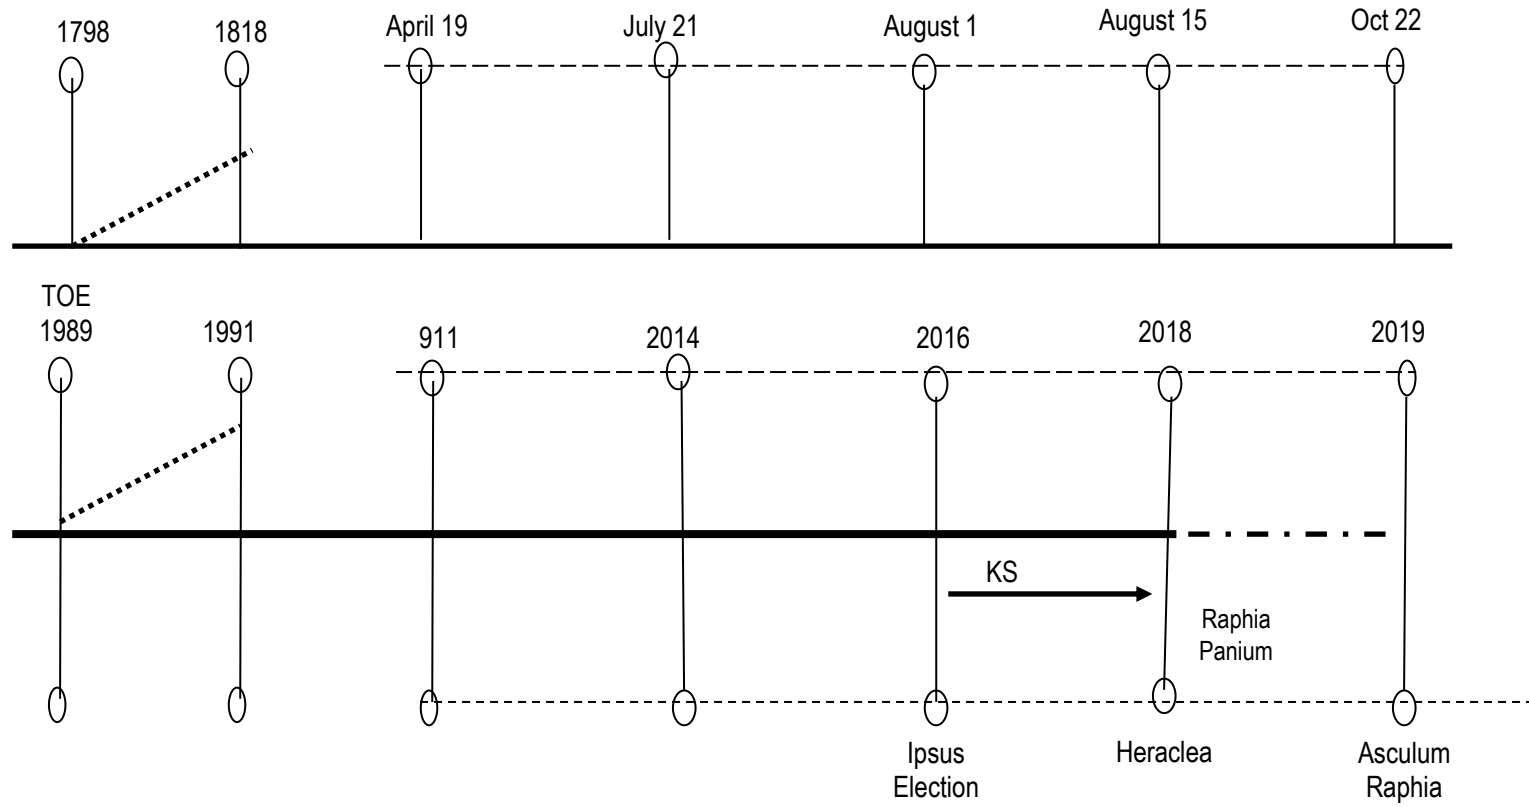 1798
1818
April 19
July 21
August 1
August 15
Oct 22
TOE
1989
1991
911
2014
2016
2018
2019
KS
Raphia
Panium
Ipsus
Election
Heraclea
Asculum
Raphia